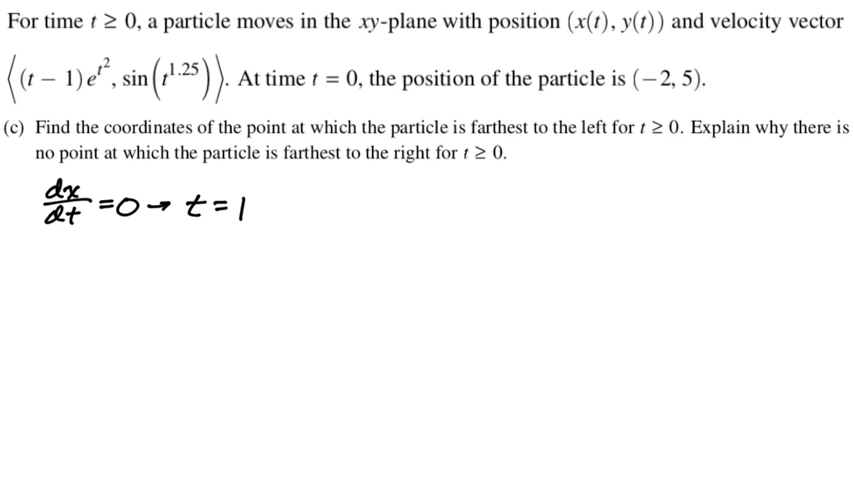 For time t ≥ 0, a particle moves in the xy-plane with position (x(t), y(t)) and velocity vector
⟨(t − 1)e^{t^2}, sin(t^{1.25})⟩. At time t = 0, the position of the particle is (−2, 5).
(c) Find the coordinates of the point at which the particle is farthest to the left for t ≥ 0. Explain why there is
no point at which the particle is farthest to the right for t ≥ 0.
dx/dt = 0 → t = 1